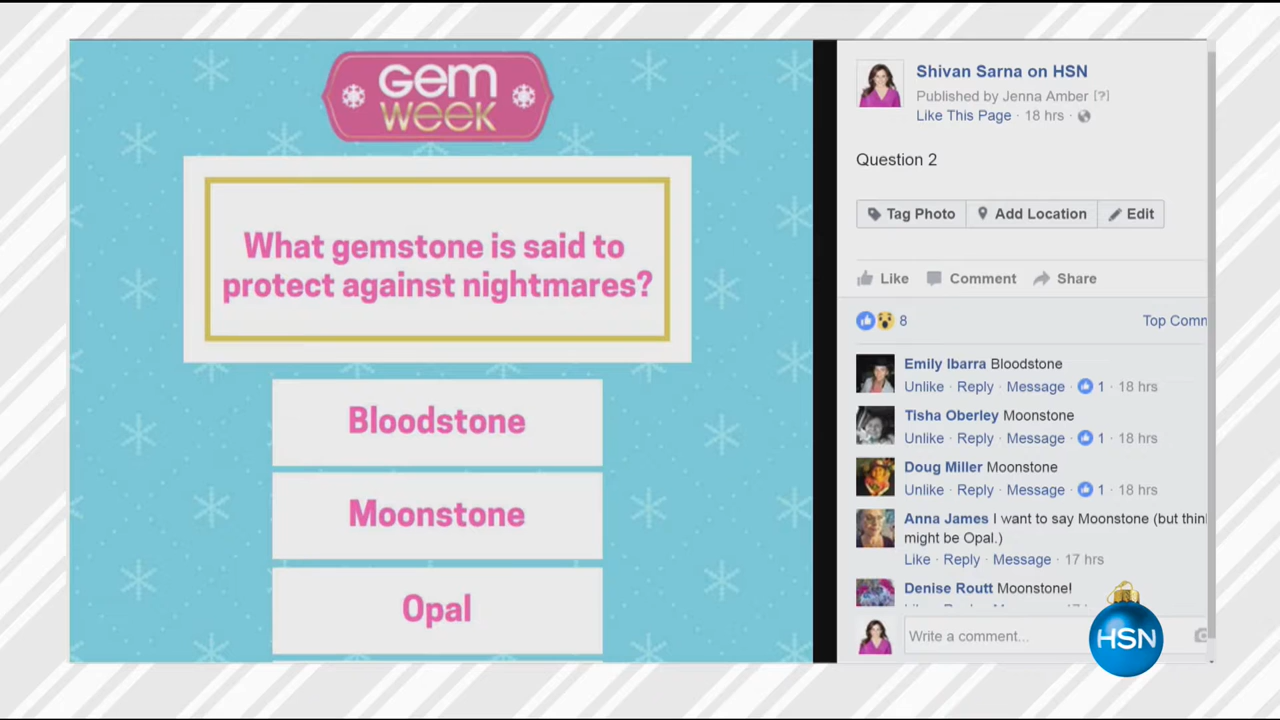 GEM
WEEK
What gemstone is said to
protect against nightmares?
Bloodstone
Moonstone
Opal
Shivan Sarna on HSN
Published by Jenna Amber [?]
Like This Page · 18 hrs ·
Question 2
Tag Photo Add Location Edit
Like Comment Share
8 Top Comm
Emily Ibarra Bloodstone
Unlike · Reply · Message · 1 · 18 hrs
Tisha Oberley Moonstone
Unlike · Reply · Message · 1 · 18 hrs
Doug Miller Moonstone
Unlike · Reply · Message · 1 · 18 hrs
Anna James I want to say Moonstone (but thin
might be Opal.)
Like · Reply · Message · 17 hrs
Denise Routt Moonstone!
Write a comment...
HSN